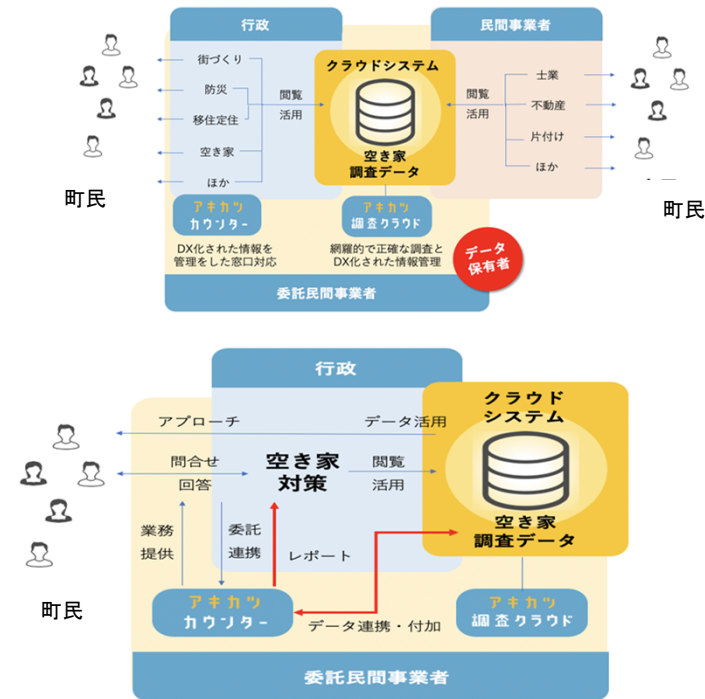 行政
民間事業者
街づくり
防災
移住定住
空き家
ほか
閲覧
活用
クラウドシステム
空き家
調査データ
閲覧
活用
士業
不動産
片付け
ほか
町民
町民
アキカツ
カウンター
アキカツ
調査クラウド
DX化された情報を
管理をした窓口対応
網羅的で正確な調査と
DX化された情報管理
データ
保有者
委託民間事業者
行政
クラウド
システム
アプローチ
データ活用
問合せ
回答
空き家
対策
閲覧
活用
空き家
調査データ
業務
提供
委託
連携
レポート
町民
アキカツ
カウンター
データ連携・付加
アキカツ
調査クラウド
委託民間事業者